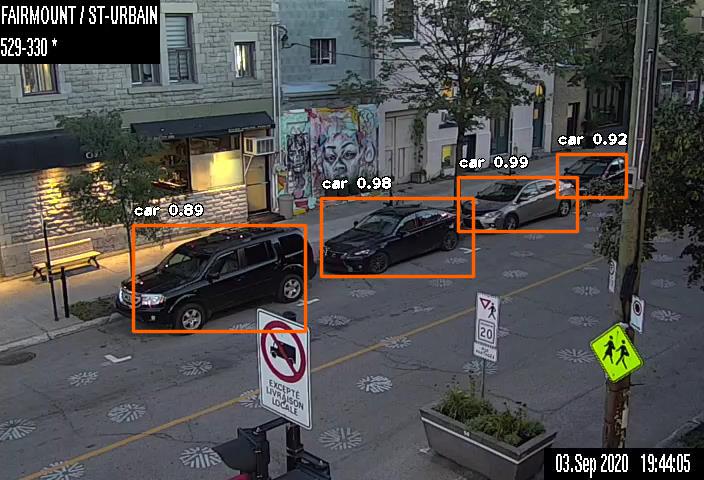 FAIRMOUNT / ST-URBAIN
529-330 *
car 0.92
car 0.99
car 0.98
car 0.89
20
EXCEPTÉ
LIVRAISON
LOCALE
03.Sep 2020 19:44:05